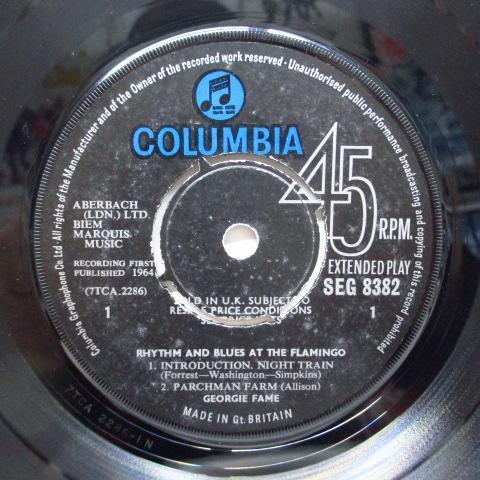 Columbia Graphophone Co. Ltd · All rights of the Manufacturer and of the Owner of the recorded work reserved - Unauthorised public performance broadcasting and copying of this record prohibited
COLUMBIA
45
R.P.M.
EXTENDED PLAY
SEG 8382
ABERBACH
(LDN.) LTD.
BIEM
MARQUIS
MUSIC
RECORDING FIRST
PUBLISHED 1964
(7TCA.2286)
1
1
IN U.K. SUBJECT
PRICE CONDITIONS
RHYTHM AND BLUES AT THE FLAMINGO
1. INTRODUCTION. NIGHT TRAIN
(Forrest—Washington—Simpkins)
2. PARCHMAN FARM (Allison)
GEORGIE FAME
MADE IN Gt. BRITAIN
7TCA 2286-1N